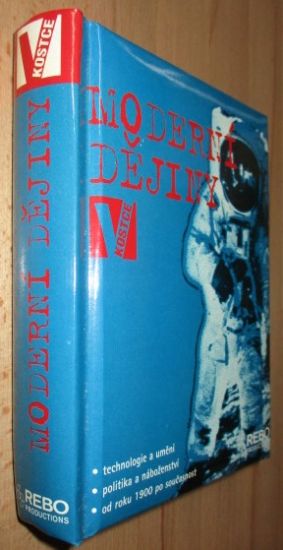 V
KOSTCE
MODERNÍ DĚJINY
REBO
PRODUCTIONS
MODERNÍ
DĚJINY
V
KOSTCE
• technologie a umění
• politika a náboženství
• od roku 1900 po současnost
REBO